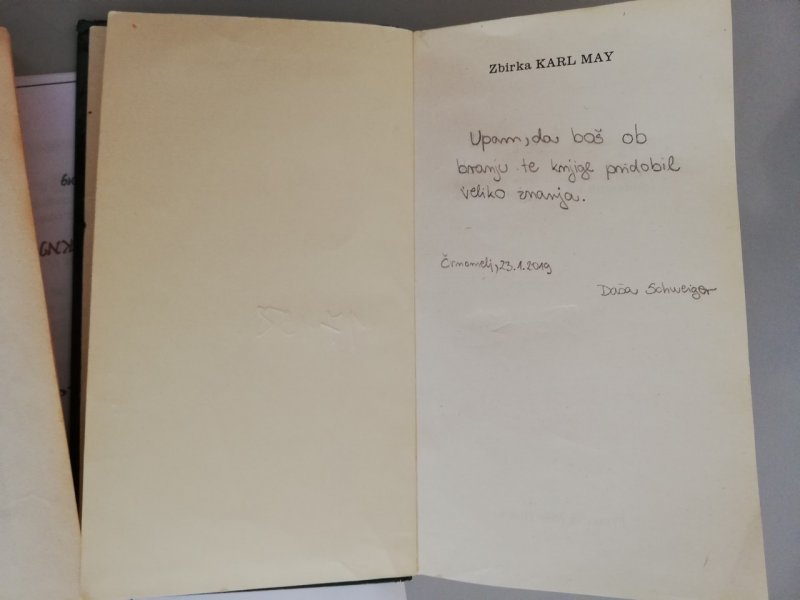 Zbirka KARL MAY
Upam, da boš ob
branju te knjige pridobil
veliko znanja.
Črnomelj, 23.1.2019
Daša Schweiger